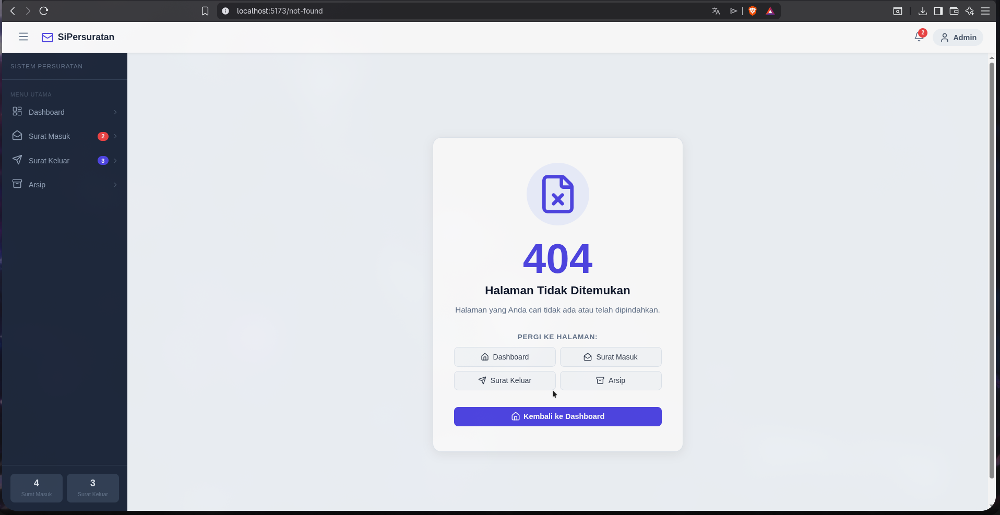 localhost:5173/not-found
SiPersuratan
2
Admin
SISTEM PERSURATAN
MENU UTAMA
Dashboard
Surat Masuk 2
Surat Keluar 3
Arsip
404
Halaman Tidak Ditemukan
Halaman yang Anda cari tidak ada atau telah dipindahkan.
PERGI KE HALAMAN:
Dashboard
Surat Masuk
Surat Keluar
Arsip
Kembali ke Dashboard
4
Surat Masuk
3
Surat Keluar